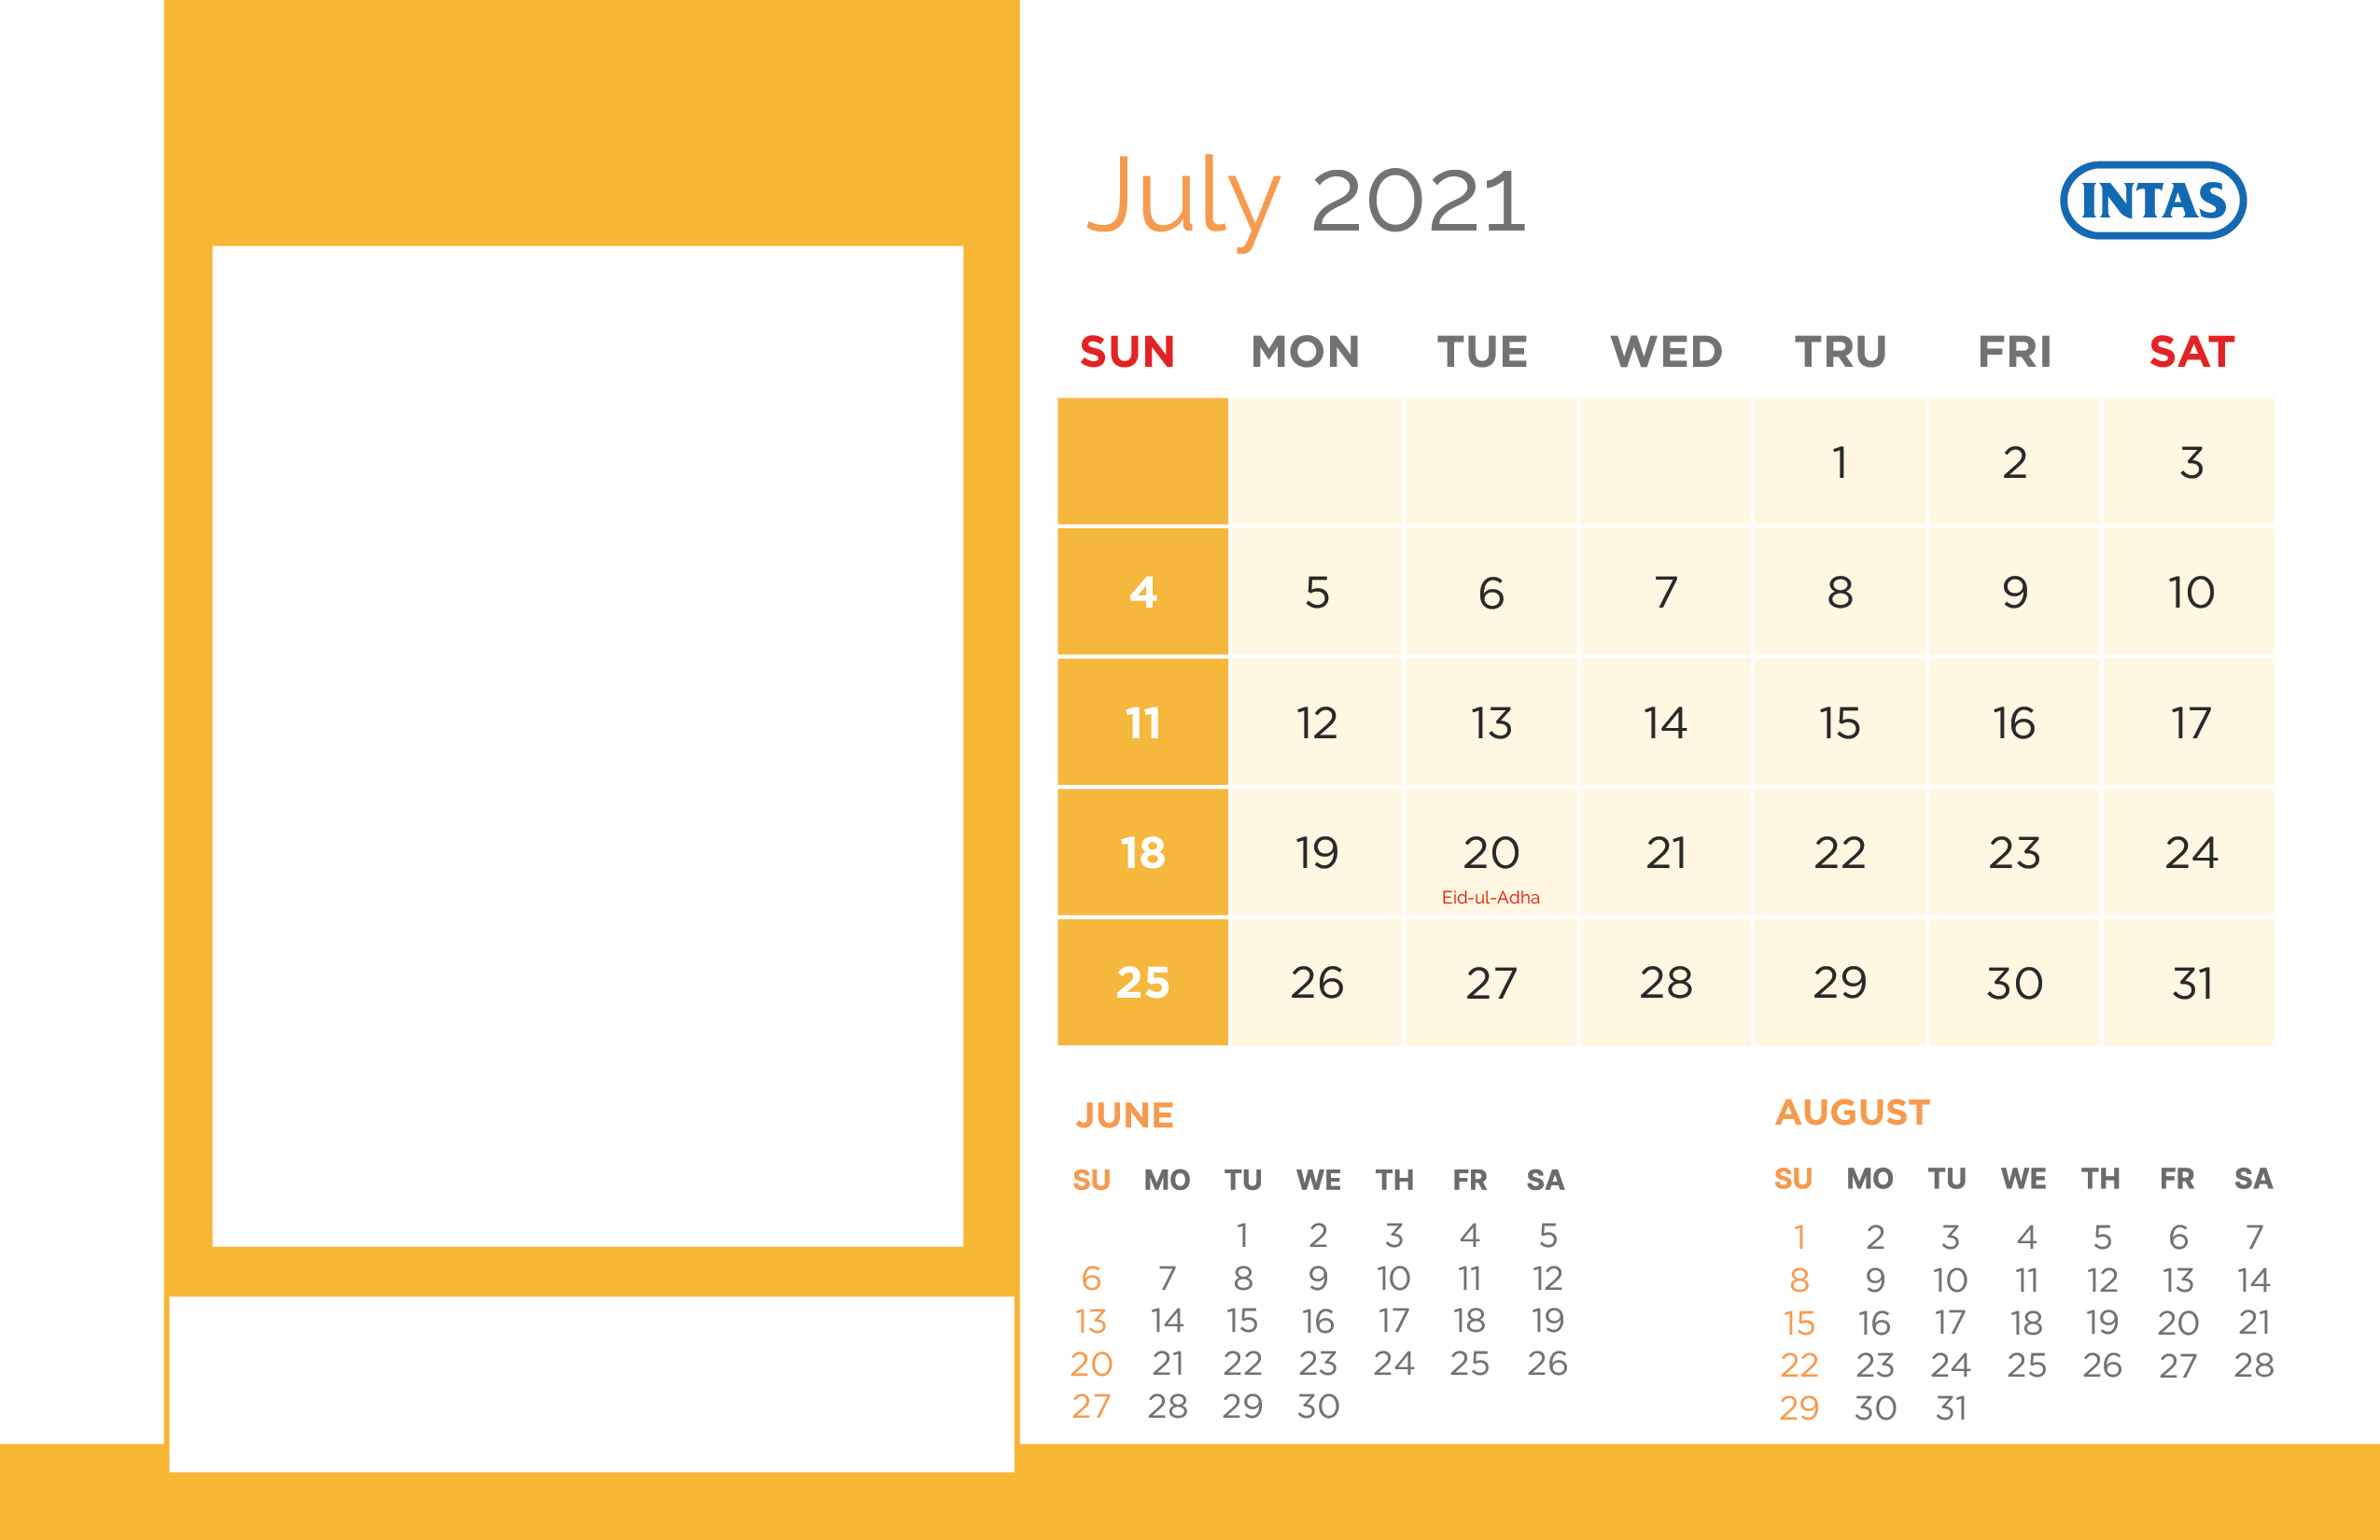 July 2021
INTAS
SUN MON TUE WED TRU FRI SAT
1 2 3
4 5 6 7 8 9 10
11 12 13 14 15 16 17
18 19 20 21 22 23 24
Eid-ul-Adha
25 26 27 28 29 30 31
JUNE
SU MO TU WE TH FR SA
1 2 3 4 5
6 7 8 9 10 11 12
13 14 15 16 17 18 19
20 21 22 23 24 25 26
27 28 29 30
AUGUST
SU MO TU WE TH FR SA
1 2 3 4 5 6 7
8 9 10 11 12 13 14
15 16 17 18 19 20 21
22 23 24 25 26 27 28
29 30 31